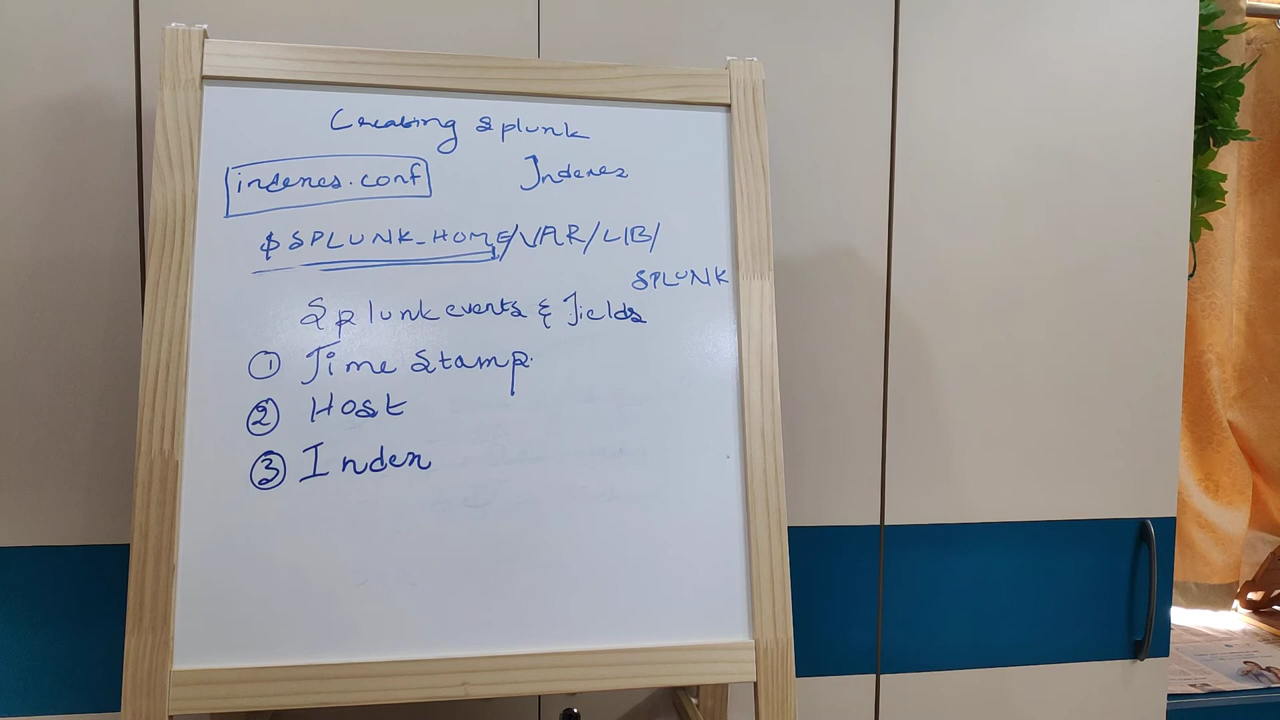 Creating Splunk
indexes.conf
Indexes
$SPLUNK_HOME/VAR/LIB/
SPLUNK
Splunk events & Fields
① Time Stamp.
② Host
③ Index